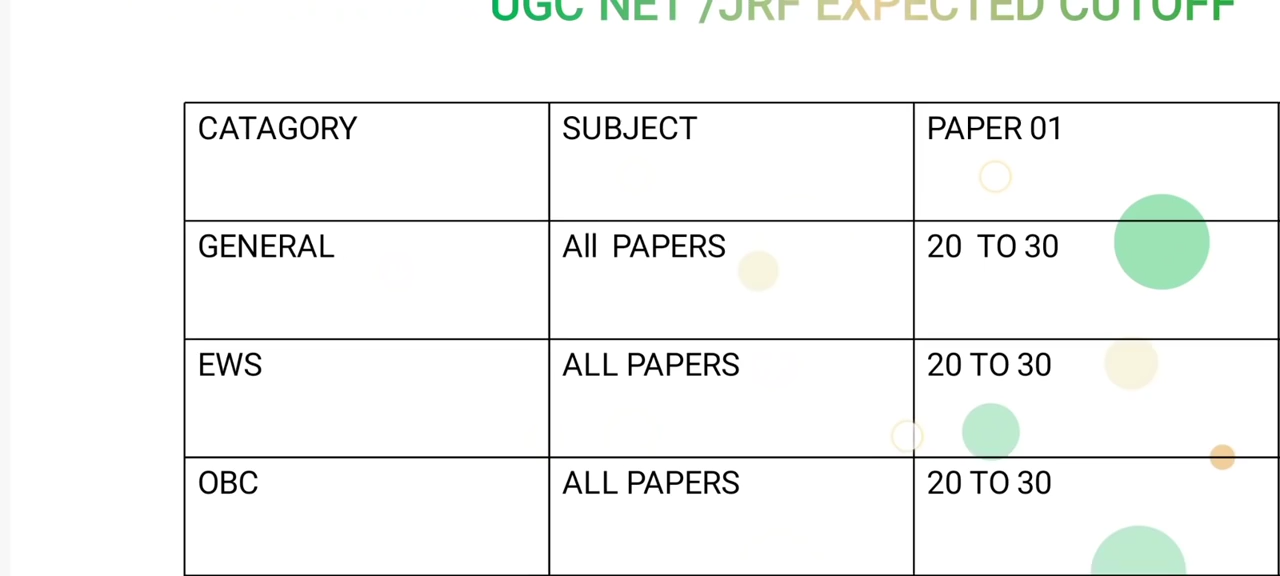 UGC NET /JRF EXPECTED CUTOFF
CATAGORY SUBJECT PAPER 01
GENERAL All PAPERS 20 TO 30
EWS ALL PAPERS 20 TO 30
OBC ALL PAPERS 20 TO 30